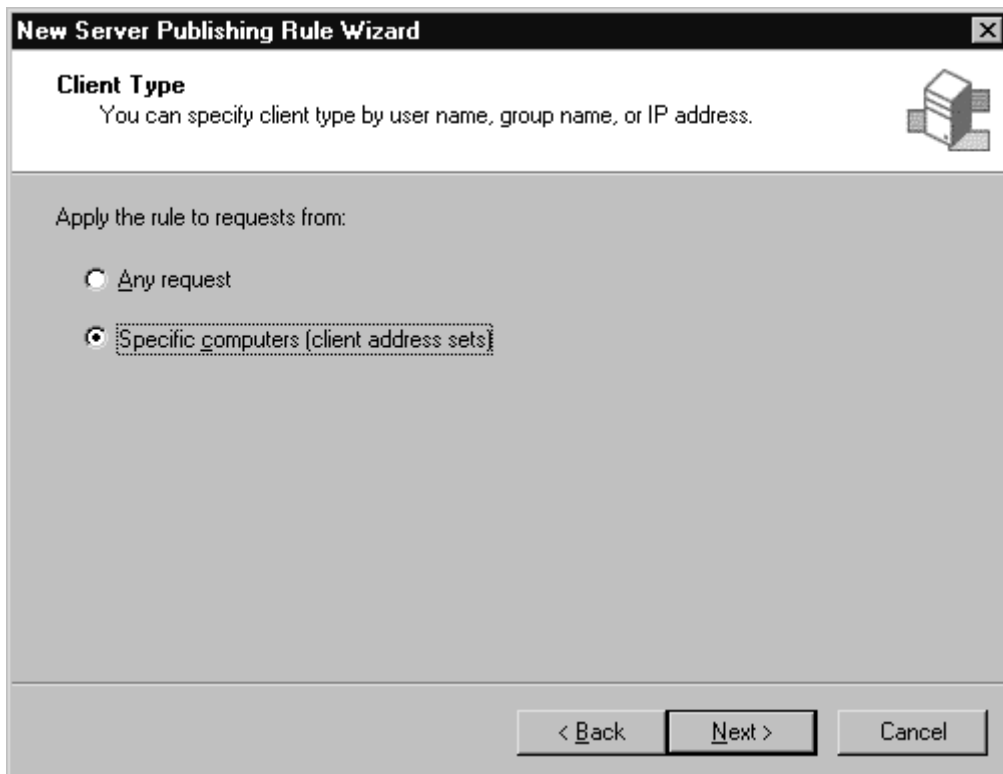 New Server Publishing Rule Wizard
Client Type
You can specify client type by user name, group name, or IP address.
Apply the rule to requests from:
Any request
Specific computers (client address sets)
< Back Next > Cancel